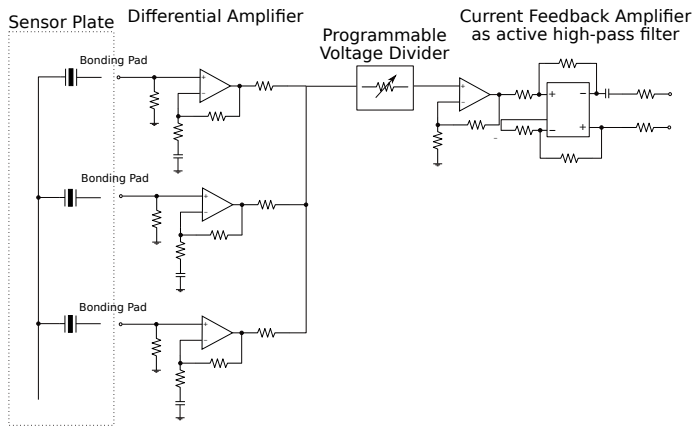 Sensor Plate
Differential Amplifier
Programmable
Voltage Divider
Current Feedback Amplifier
as active high-pass filter
Bonding Pad
Bonding Pad
Bonding Pad